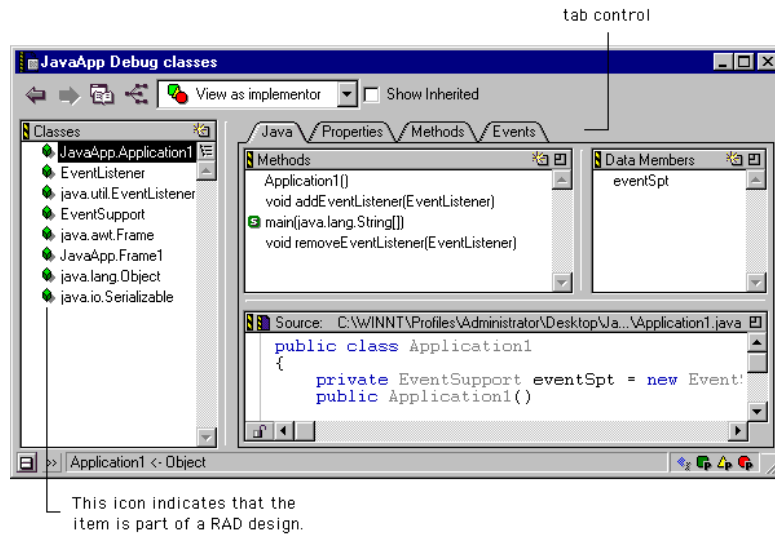 tab control
JavaApp Debug classes
View as implementor
Show Inherited
Classes
JavaApp.Application1
EventListener
java.util.EventListener
EventSupport
java.awt.Frame
JavaApp.Frame1
java.lang.Object
java.io.Serializable
Java Properties Methods Events
Methods
Application1()
void addEventListener(EventListener)
S main(java.lang.String[])
void removeEventListener(EventListener)
Data Members
eventSpt
Source: C:\WINNT\Profiles\Administrator\Desktop\Ja...\Application1.java
public class Application1
{
private EventSupport eventSpt = new Event
public Application1()
» Application1 <- Object
This icon indicates that the
item is part of a RAD design.